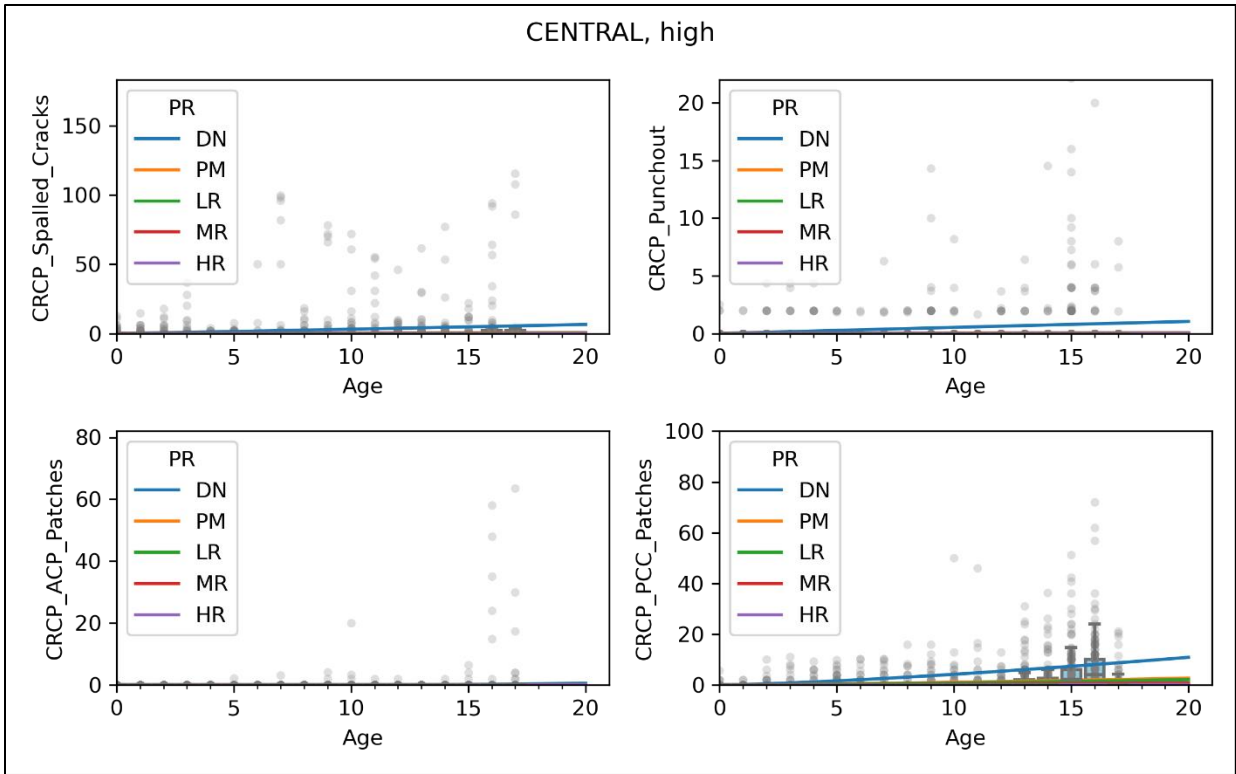 CENTRAL, high
CRCP_Spalled_Cracks
150
100
50
0
PR
DN
PM
LR
MR
HR
0 5 10 15 20
Age
CRCP_Punchout
20
15
10
5
0
PR
DN
PM
LR
MR
HR
0 5 10 15 20
Age
CRCP_ACP_Patches
80
60
40
20
0
PR
DN
PM
LR
MR
HR
0 5 10 15 20
Age
CRCP_PCC_Patches
100
80
60
40
20
0
PR
DN
PM
LR
MR
HR
0 5 10 15 20
Age